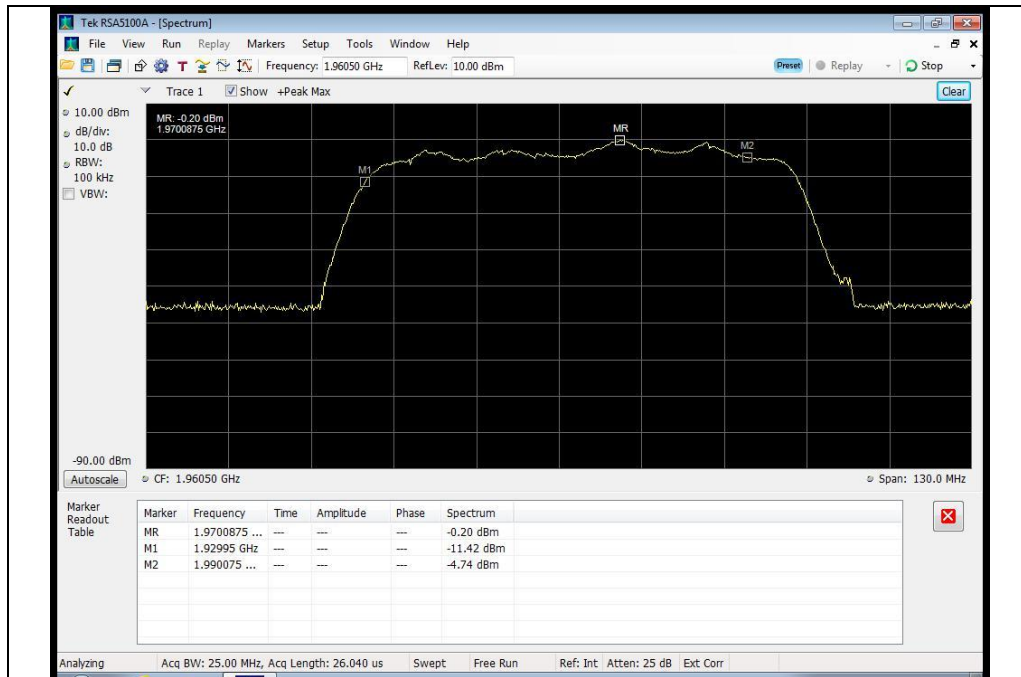 Tek RSA5100A - [Spectrum]
File View Run Replay Markers Setup Tools Window Help
Frequency: 1.96050 GHz RefLev: 10.00 dBm Preset Replay Stop
Trace 1 Show +Peak Max Clear
10.00 dBm
dB/div:
10.0 dB
RBW:
100 kHz
VBW:
MR: -0.20 dBm
1.9700875 GHz
MR
M2
M1
-90.00 dBm
Autoscale CF: 1.96050 GHz Span: 130.0 MHz
Marker
Readout
Table
Marker Frequency Time Amplitude Phase Spectrum
MR 1.9700875 ... --- --- --- -0.20 dBm
M1 1.92995 GHz --- --- --- -11.42 dBm
M2 1.990075 ... --- --- --- -4.74 dBm
Analyzing Acq BW: 25.00 MHz, Acq Length: 26.040 us Swept Free Run Ref: Int Atten: 25 dB Ext Corr